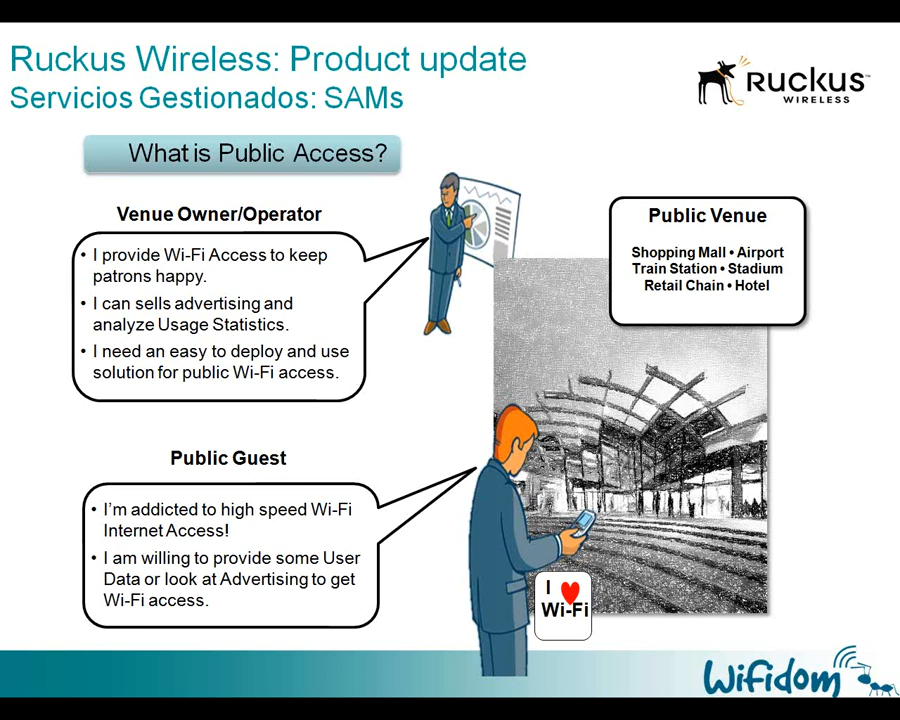 Ruckus Wireless: Product update
Servicios Gestionados: SAMs
RUCKUS™
WIRELESS
What is Public Access?
Venue Owner/Operator
• I provide Wi-Fi Access to keep
patrons happy.
• I can sells advertising and
analyze Usage Statistics.
• I need an easy to deploy and use
solution for public Wi-Fi access.
Public Venue
Shopping Mall • Airport
Train Station • Stadium
Retail Chain • Hotel
Public Guest
• I'm addicted to high speed Wi-Fi
Internet Access!
• I am willing to provide some User
Data or look at Advertising to get
Wi-Fi access.
I ♥
Wi-Fi
Wifidom